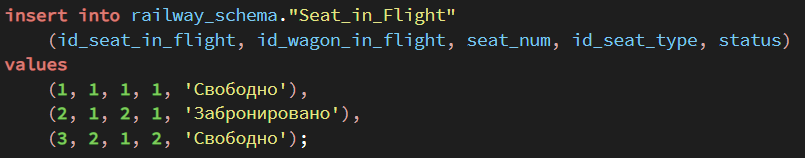 insert into railway_schema."Seat_in_Flight"
(id_seat_in_flight, id_wagon_in_flight, seat_num, id_seat_type, status)
values
(1, 1, 1, 1, 'Свободно'),
(2, 1, 2, 1, 'Забронировано'),
(3, 2, 1, 2, 'Свободно');